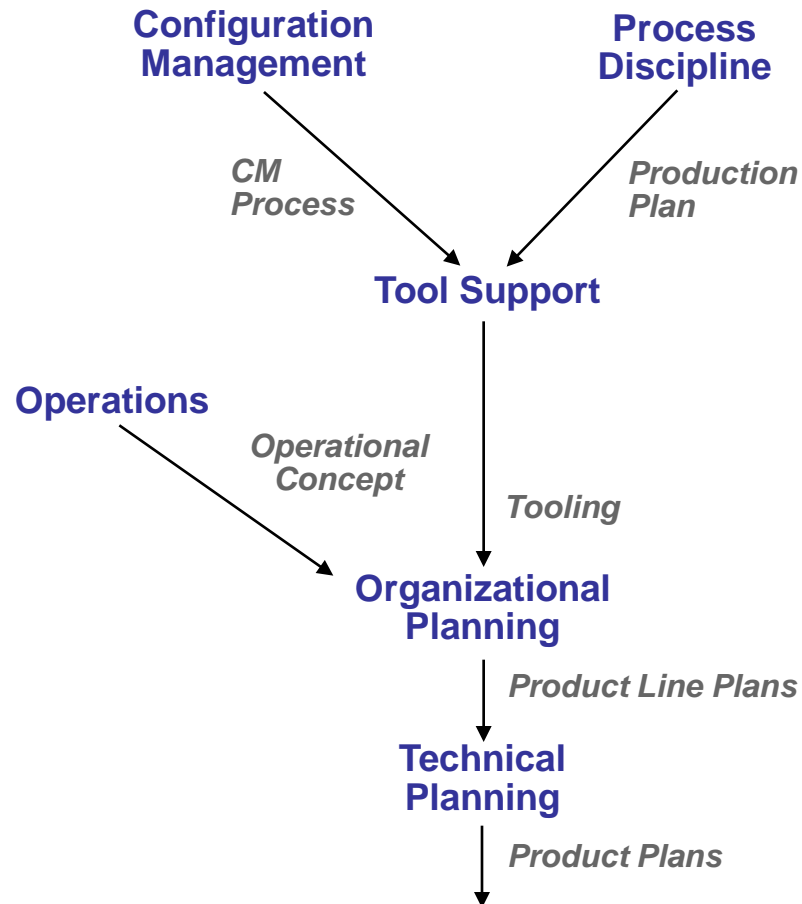 Configuration
Management
Process
Discipline
CM
Process
Production
Plan
Tool Support
Operations
Operational
Concept
Tooling
Organizational
Planning
Product Line Plans
Technical
Planning
Product Plans